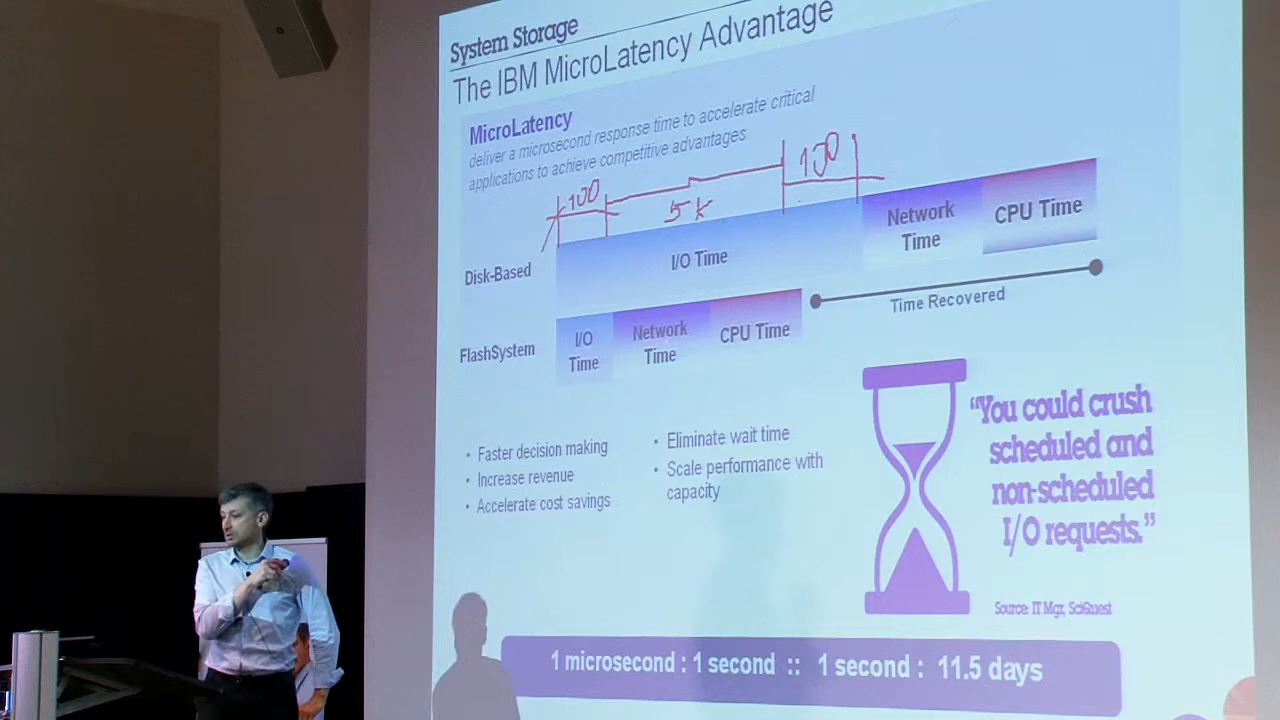 System Storage
The IBM MicroLatency Advantage
MicroLatency
deliver a microsecond response time to accelerate critical
applications to achieve competitive advantages
100
5k
100
Disk-Based
I/O Time
Network
Time
CPU Time
Time Recovered
FlashSystem
I/O
Time
Network
Time
CPU Time
• Faster decision making
• Increase revenue
• Accelerate cost savings
• Eliminate wait time
• Scale performance with
capacity
“You could crush
scheduled and
non-scheduled
I/O requests.”
Source: IT Mgr, SciQuest
1 microsecond : 1 second :: 1 second : 11.5 days